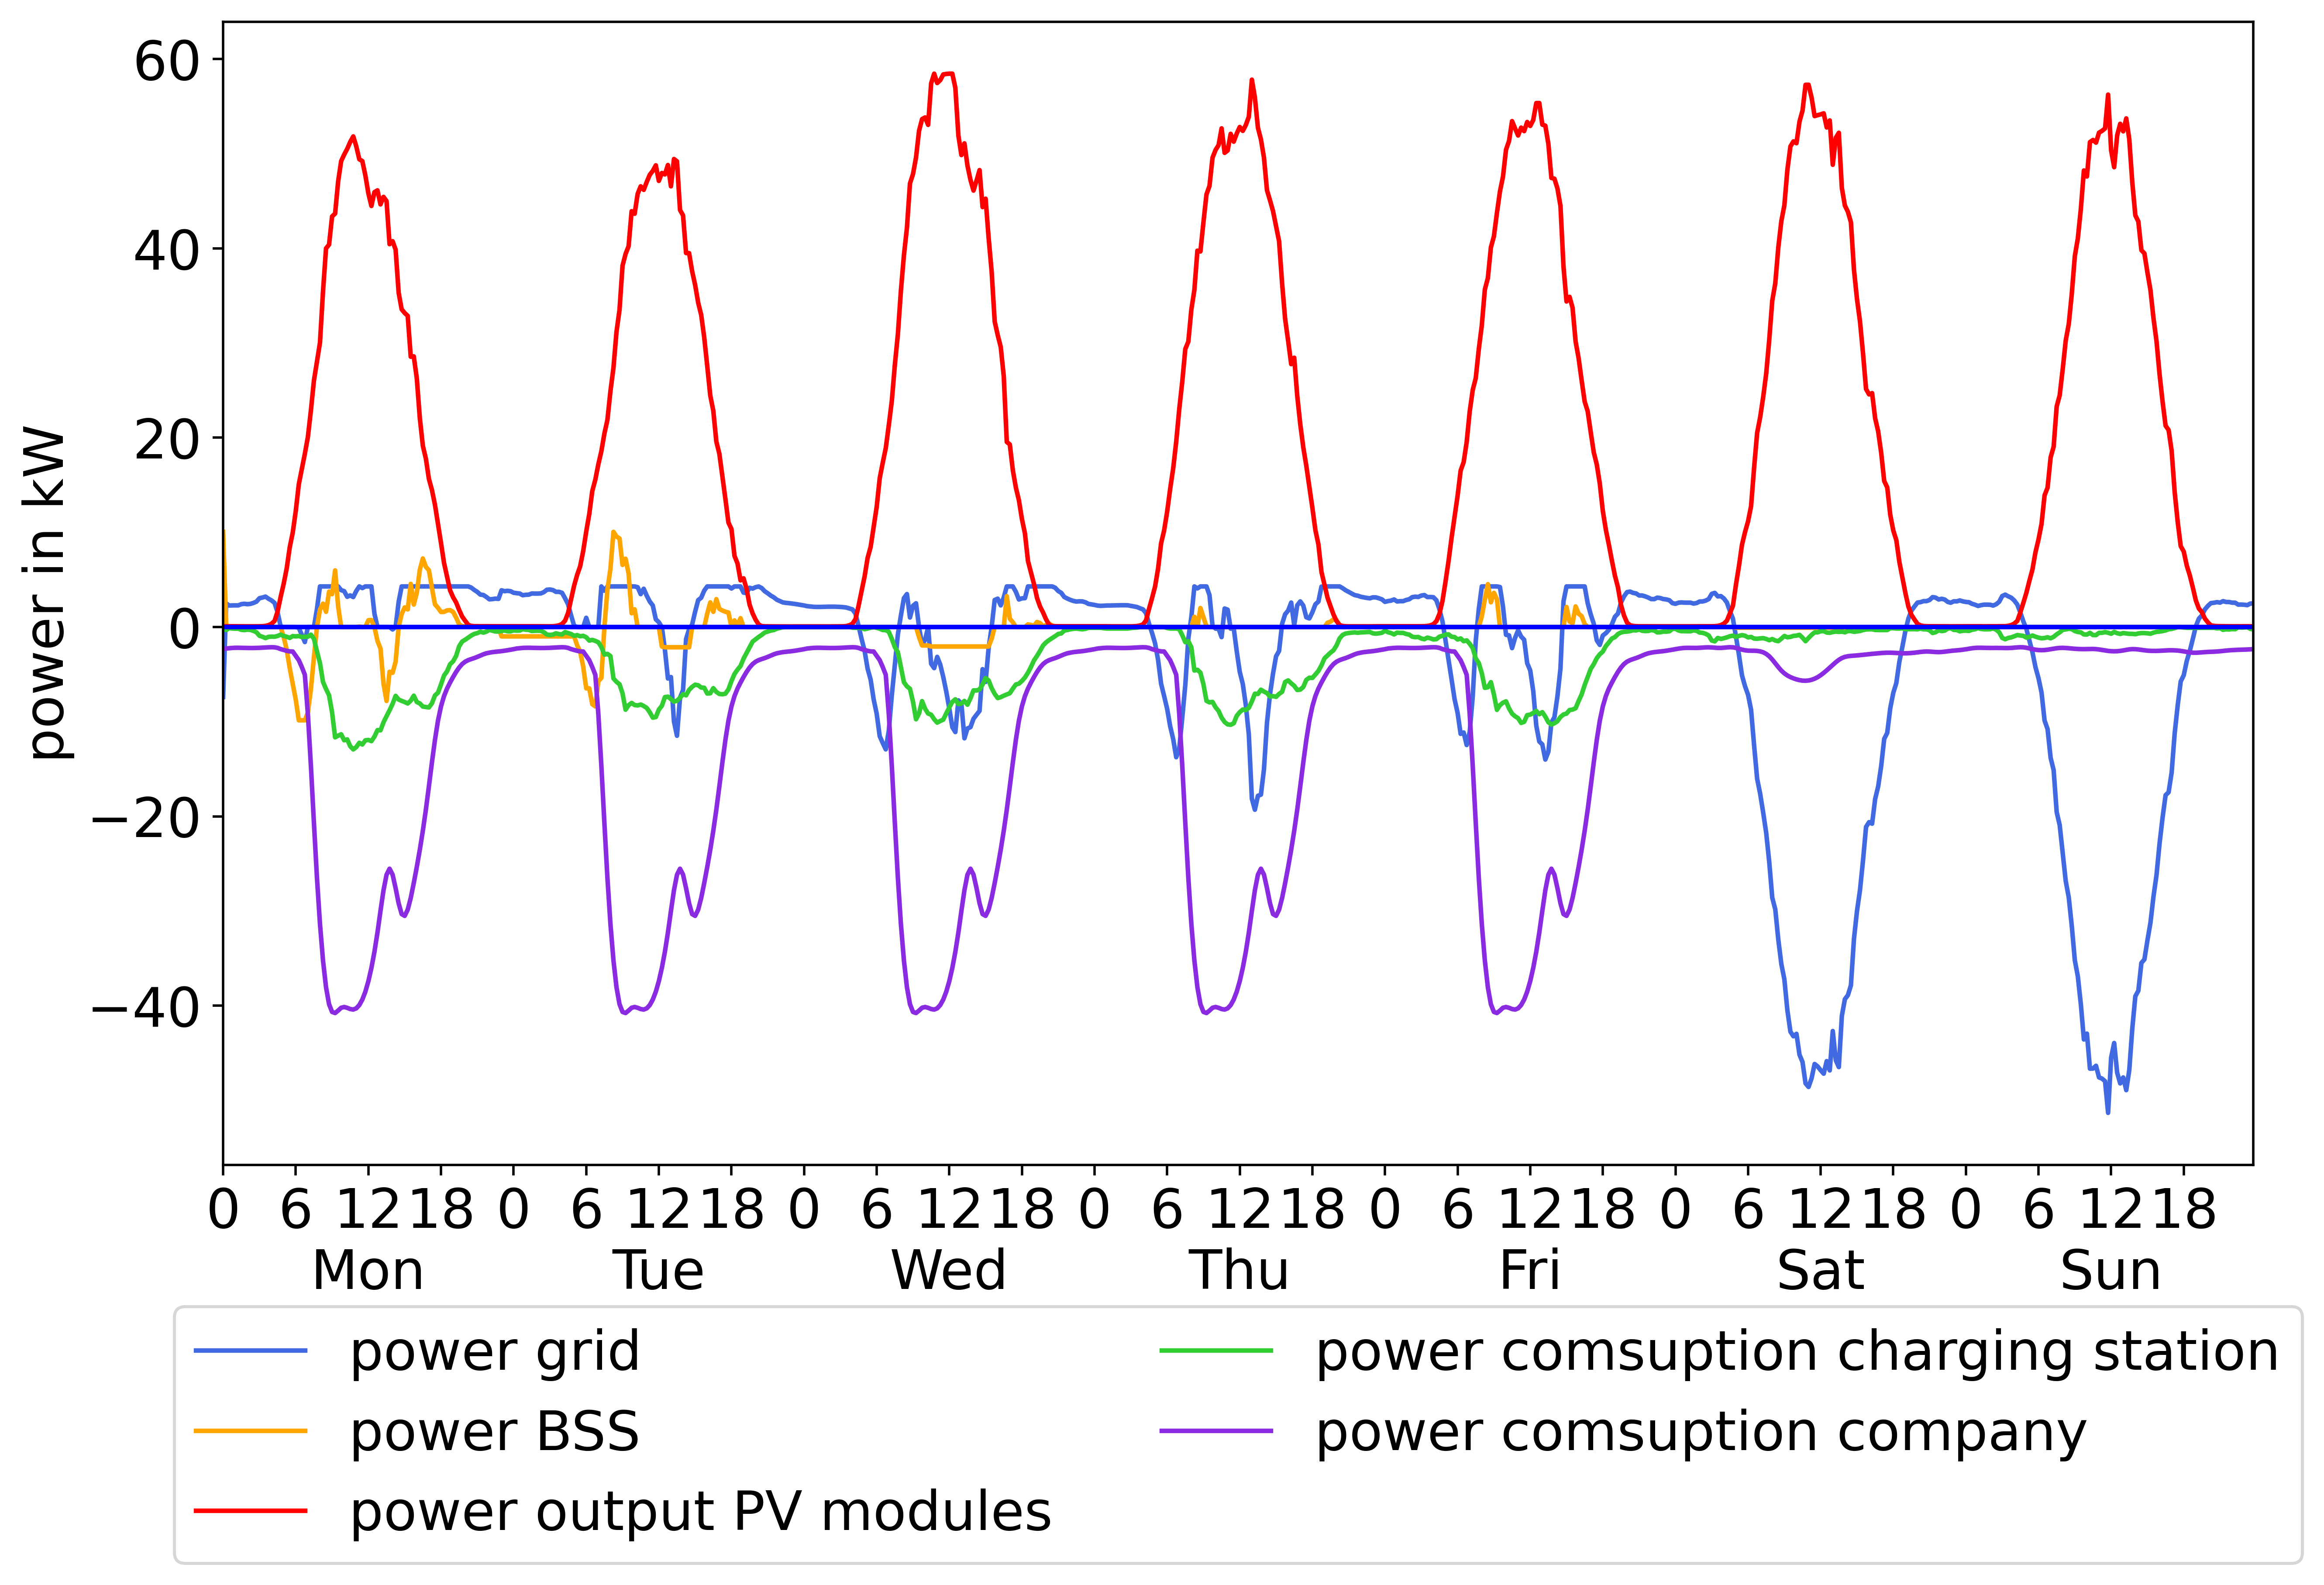 60
40
20
0
−20
−40
power in kW
0 6 12 18 0 6 12 18 0 6 12 18 0 6 12 18 0 6 12 18 0 6 12 18 0 6 12 18
Mon Tue Wed Thu Fri Sat Sun
power grid
power BSS
power output PV modules
power comsuption charging station
power comsuption company